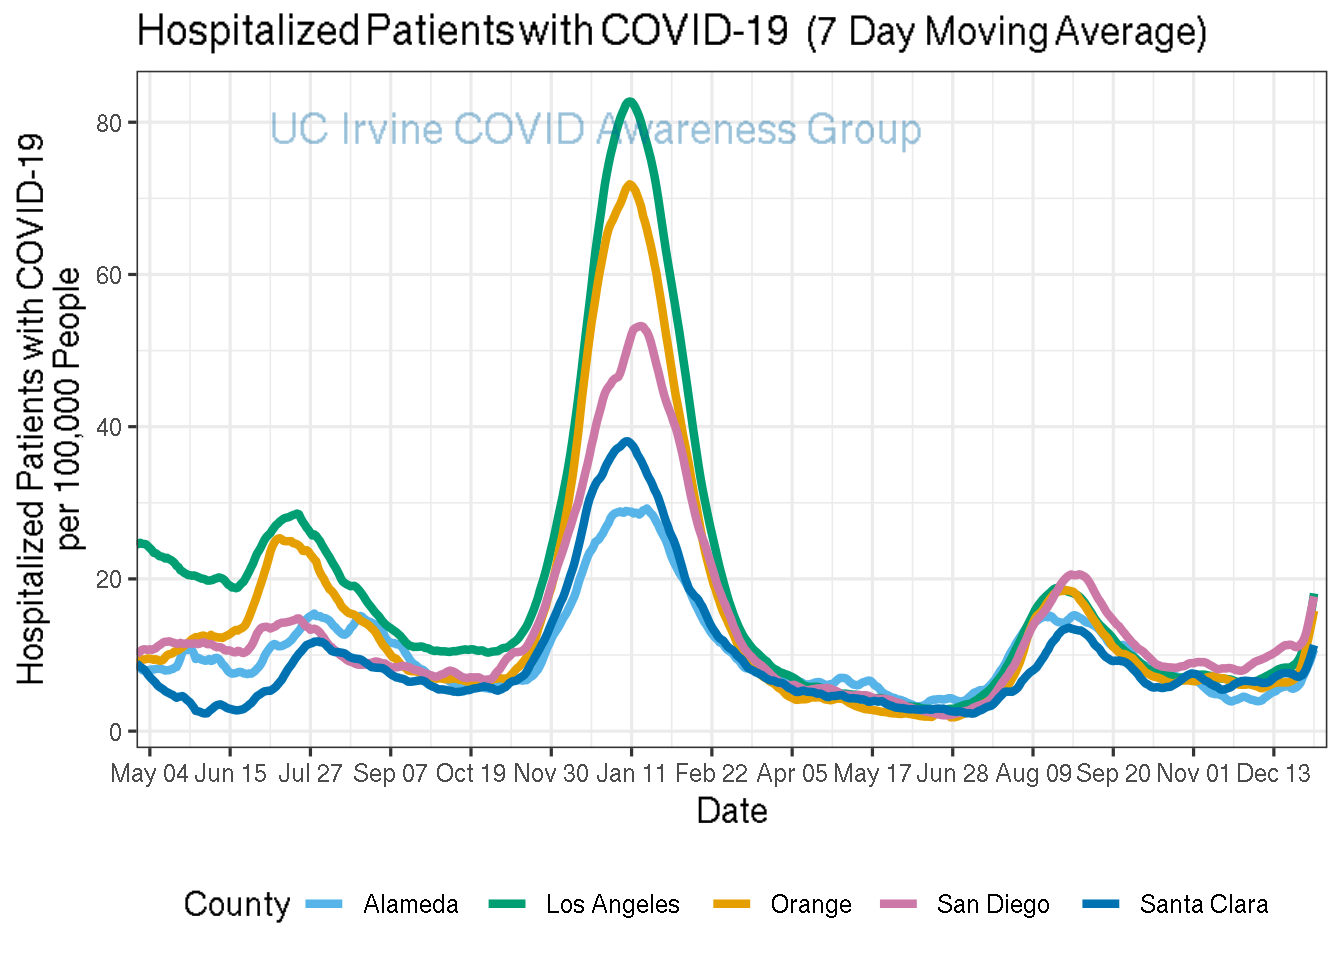 Hospitalized Patients with COVID-19 (7 Day Moving Average)
UC Irvine COVID Awareness Group
Hospitalized Patients with COVID-19
per 100,000 People
80
60
40
20
0
May 04 Jun 15 Jul 27 Sep 07 Oct 19 Nov 30 Jan 11 Feb 22 Apr 05 May 17 Jun 28 Aug 09 Sep 20 Nov 01 Dec 13
Date
County Alameda Los Angeles Orange San Diego Santa Clara